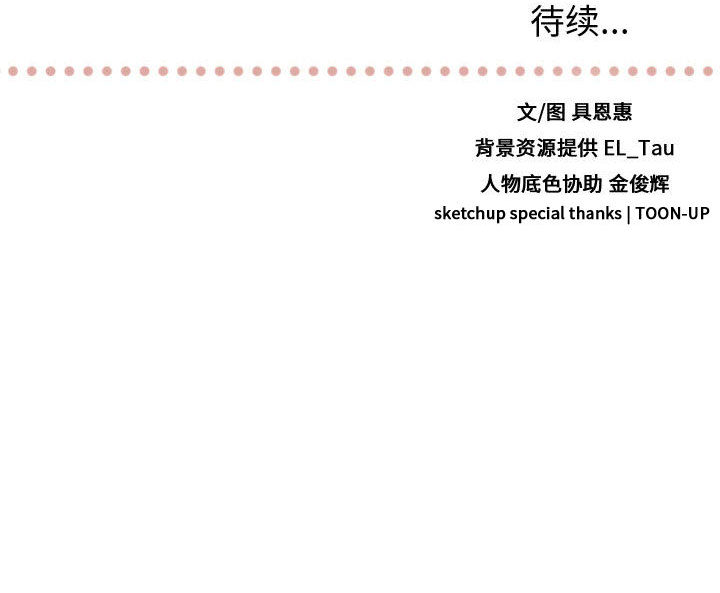 待续...
文/图 具恩惠
背景资源提供 EL_Tau
人物底色协助 金俊辉
sketchup special thanks | TOON-UP